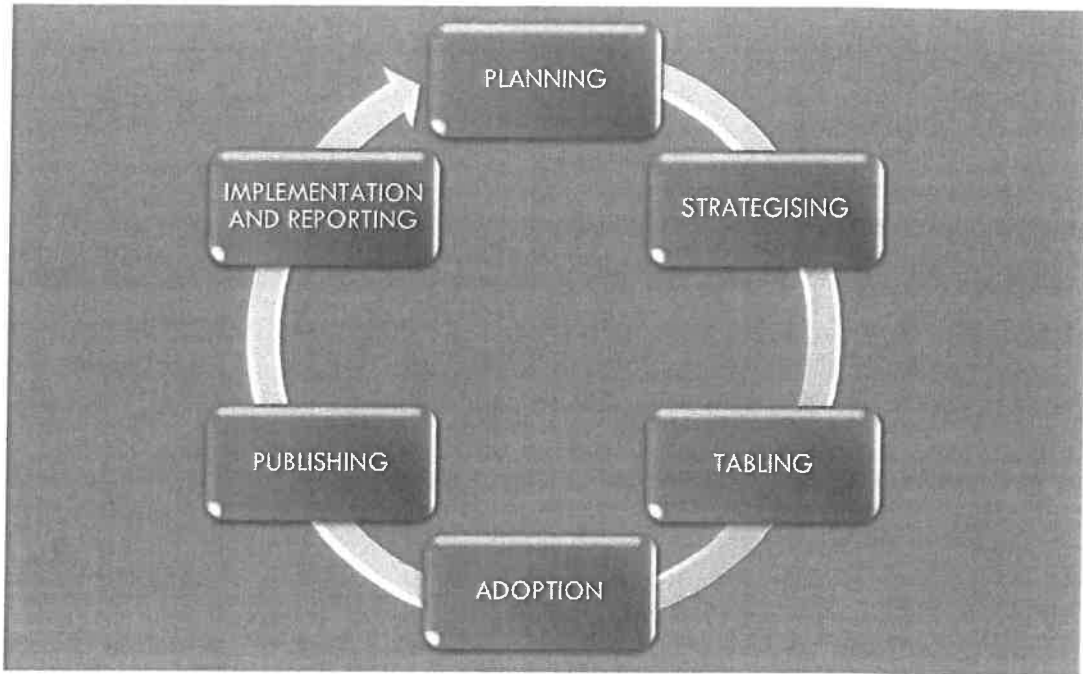 PLANNING
STRATEGISING
TABLING
ADOPTION
PUBLISHING
IMPLEMENTATION
AND REPORTING